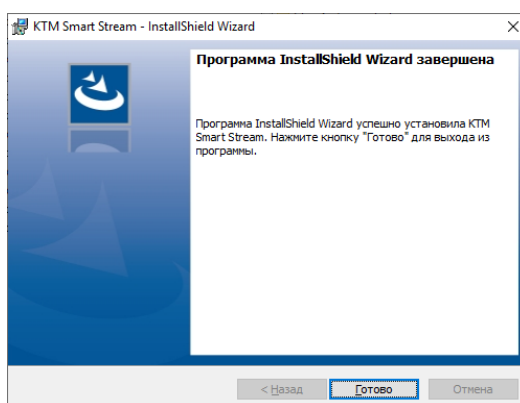 KTM Smart Stream - InstallShield Wizard
Программа InstallShield Wizard завершена
Программа InstallShield Wizard успешно установила KTM
Smart Stream. Нажмите кнопку "Готово" для выхода из
программы.
< Назад
Готово
Отмена